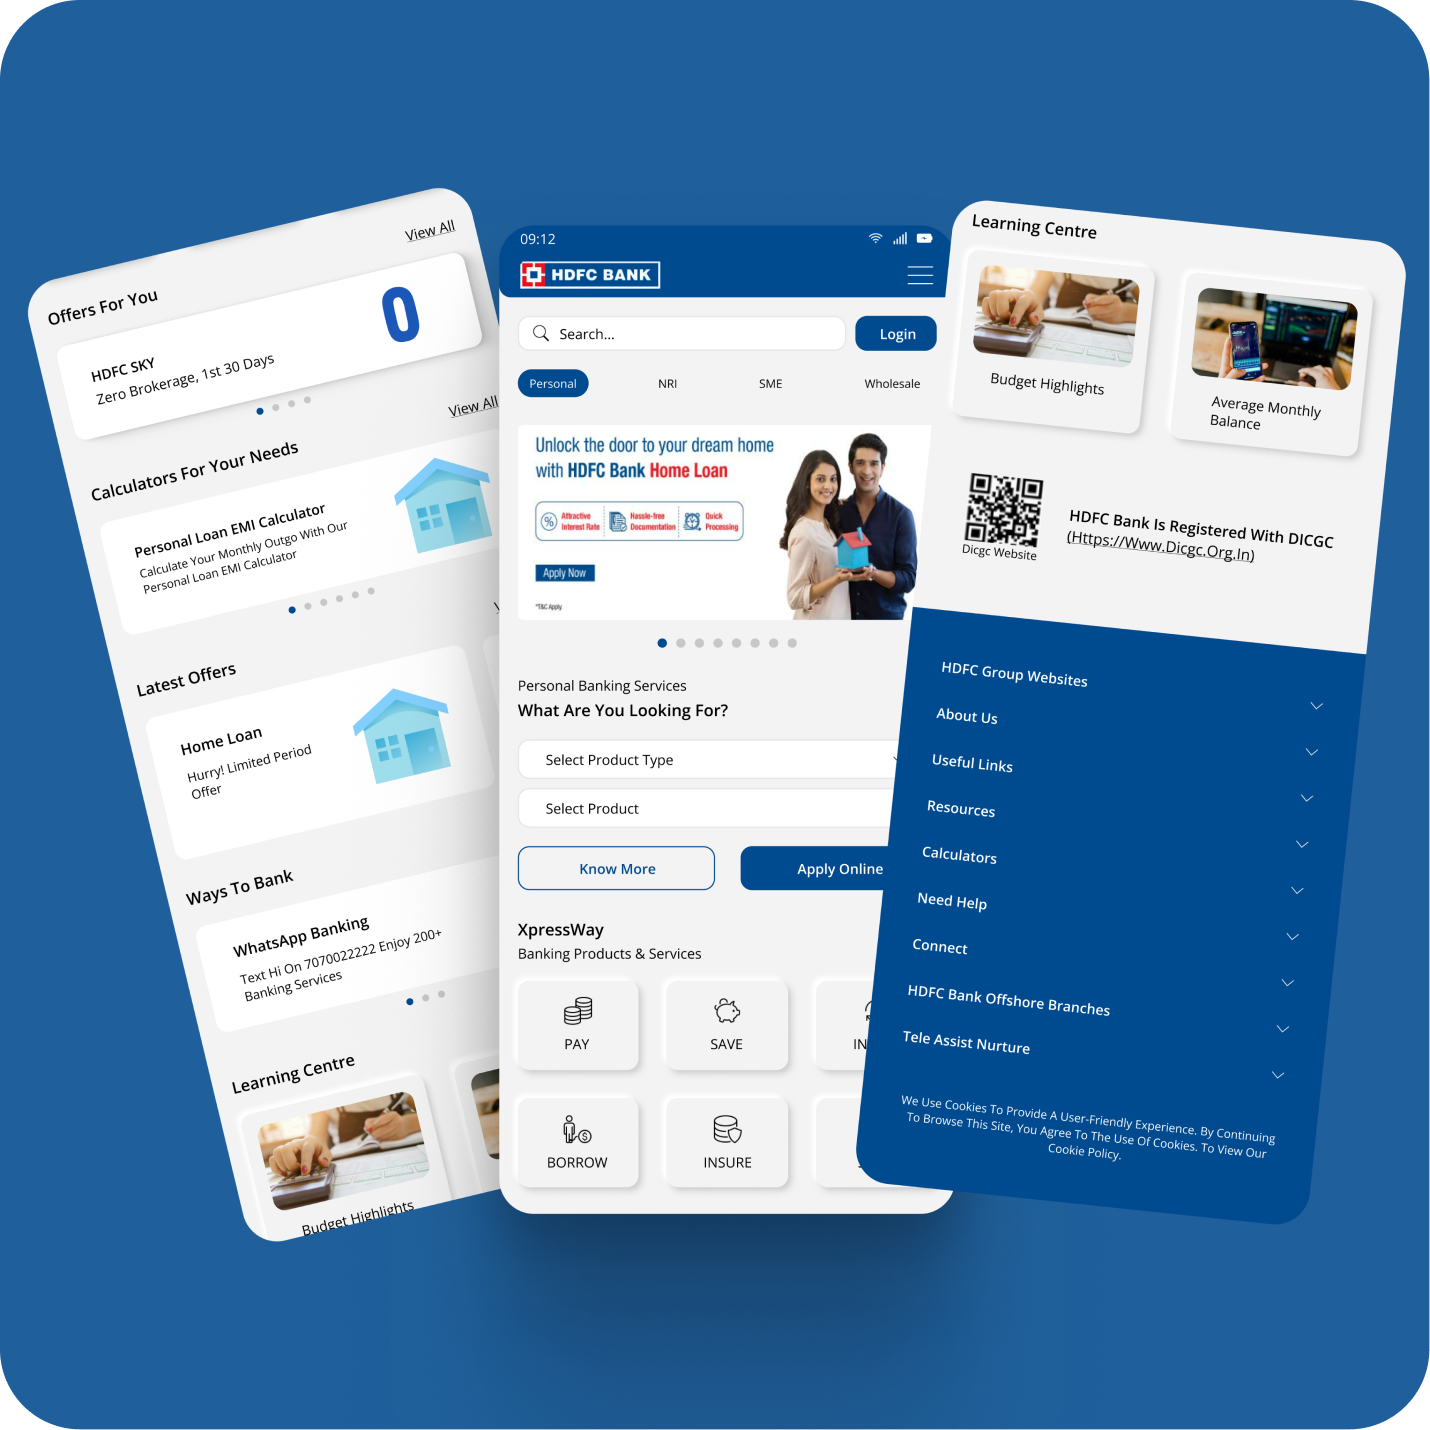 View All
Offers For You
0
HDFC SKY
Zero Brokerage, 1st 30 Days
View All
Calculators For Your Needs
Personal Loan EMI Calculator
Calculate Your Monthly Outgo With Our
Personal Loan EMI Calculator
Latest Offers
Home Loan
Hurry! Limited Period
Offer
Ways To Bank
WhatsApp Banking
Text Hi On 7070022222 Enjoy 200+
Banking Services
Learning Centre
Budget Highlights
09:12
HDFC BANK
Search...
Login
Personal
NRI
SME
Wholesale
Unlock the door to your dream home
with HDFC Bank Home Loan
Attractive
Interest Rate
Hassle-free
Documentation
Quick
Processing
Apply Now
*T&C Apply.
Personal Banking Services
What Are You Looking For?
Select Product Type
Select Product
Know More
Apply Online
XpressWay
Banking Products & Services
PAY
SAVE
IN
BORROW
INSURE
Learning Centre
Budget Highlights
Average Monthly
Balance
Dicgc Website
HDFC Bank Is Registered With DICGC
(Https://Www.Dicgc.Org.In)
HDFC Group Websites
About Us
Useful Links
Resources
Calculators
Need Help
Connect
HDFC Bank Offshore Branches
Tele Assist Nurture
We Use Cookies To Provide A User-Friendly Experience. By Continuing
To Browse This Site, You Agree To The Use Of Cookies. To View Our
Cookie Policy.